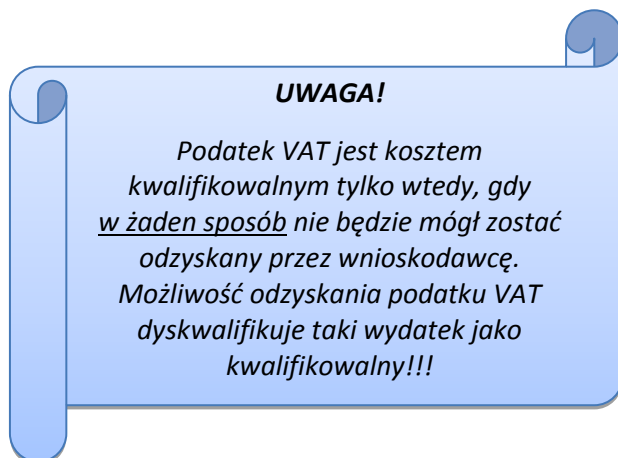 UWAGA!
Podatek VAT jest kosztem
kwalifikowalnym tylko wtedy, gdy
w żaden sposób nie będzie mógł zostać
odzyskany przez wnioskodawcę.
Możliwość odzyskania podatku VAT
dyskwalifikuje taki wydatek jako
kwalifikowalny!!!